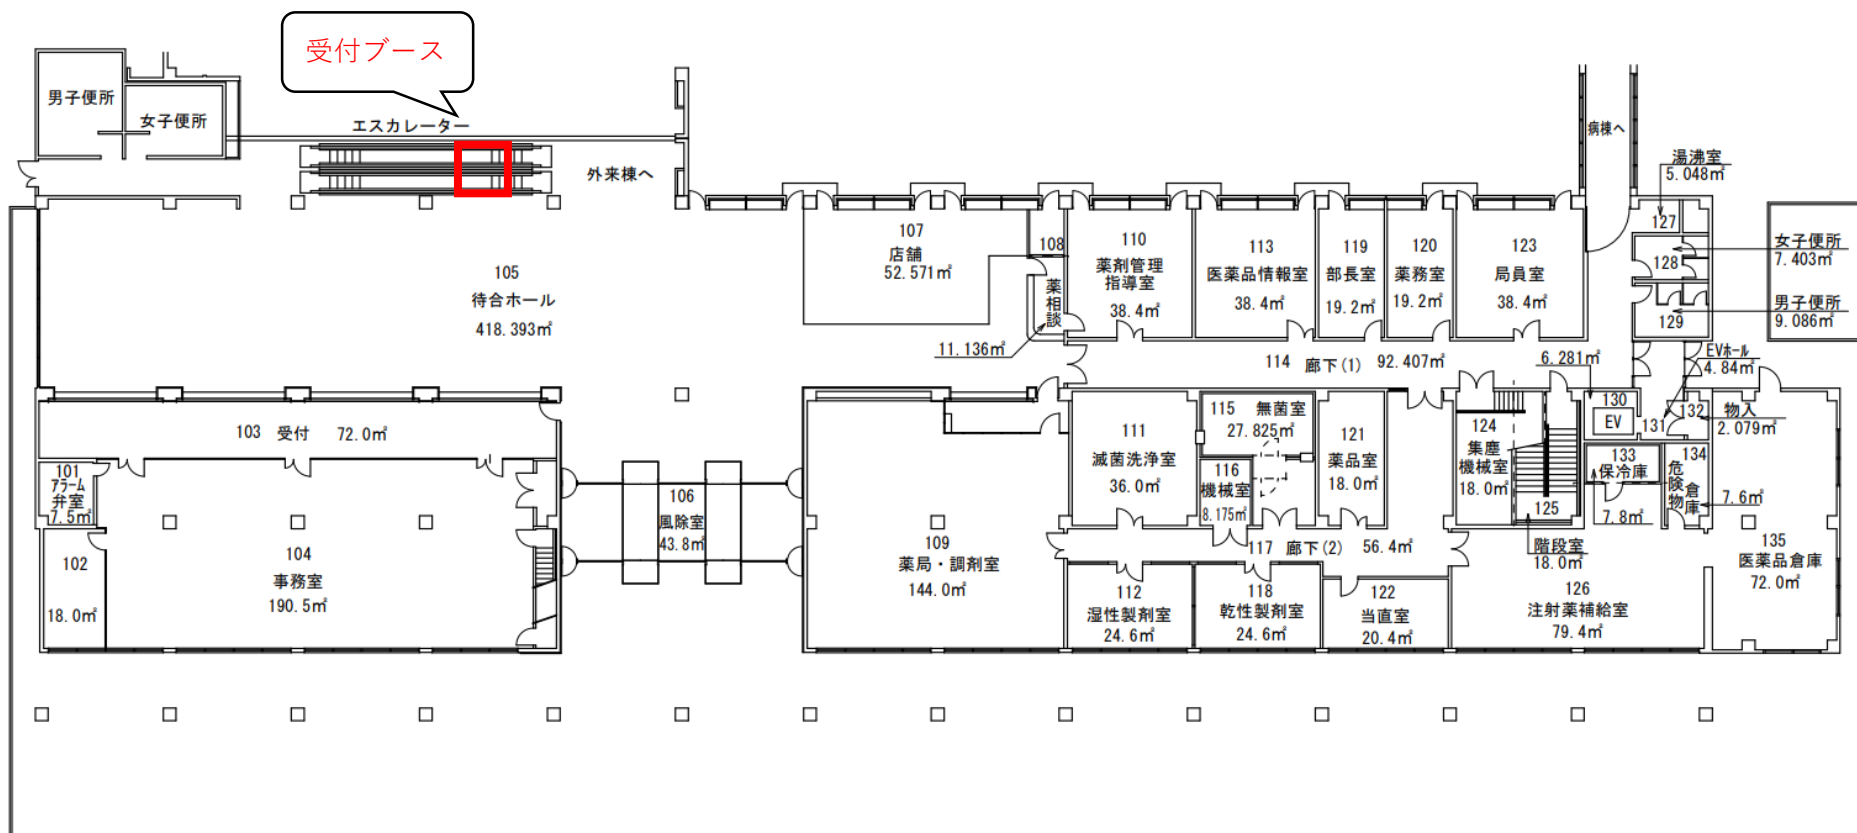 受付ブース
男子便所
女子便所
エスカレーター
外来棟へ
病棟へ
湯沸室
5.048㎡
127
女子便所
7.403㎡
128
男子便所
9.086㎡
129
105
待合ホール
418.393㎡
107
店舗
52.571㎡
108
薬相談
11.136㎡
110
薬剤管理
指導室
38.4㎡
113
医薬品情報室
38.4㎡
119
部長室
19.2㎡
120
薬務室
19.2㎡
123
局員室
38.4㎡
114 廊下(1) 92.407㎡
6.281㎡
EVホール
4.84㎡
103 受付 72.0㎡
101
アラーム
弁室
7.5㎡
102
18.0㎡
104
事務室
190.5㎡
106
風除室
43.8㎡
109
薬局・調剤室
144.0㎡
111
滅菌洗浄室
36.0㎡
115 無菌室
27.825㎡
116
機械室
8.175㎡
121
薬品室
18.0㎡
124
集塵
機械室
18.0㎡
125
階段室
18.0㎡
130
EV
131
132
物入
2.079㎡
133
保冷庫
7.8㎡
134
危険物
倉庫
7.6㎡
135
医薬品倉庫
72.0㎡
117 廊下(2) 56.4㎡
112
湿性製剤室
24.6㎡
118
乾性製剤室
24.6㎡
122
当直室
20.4㎡
126
注射薬補給室
79.4㎡